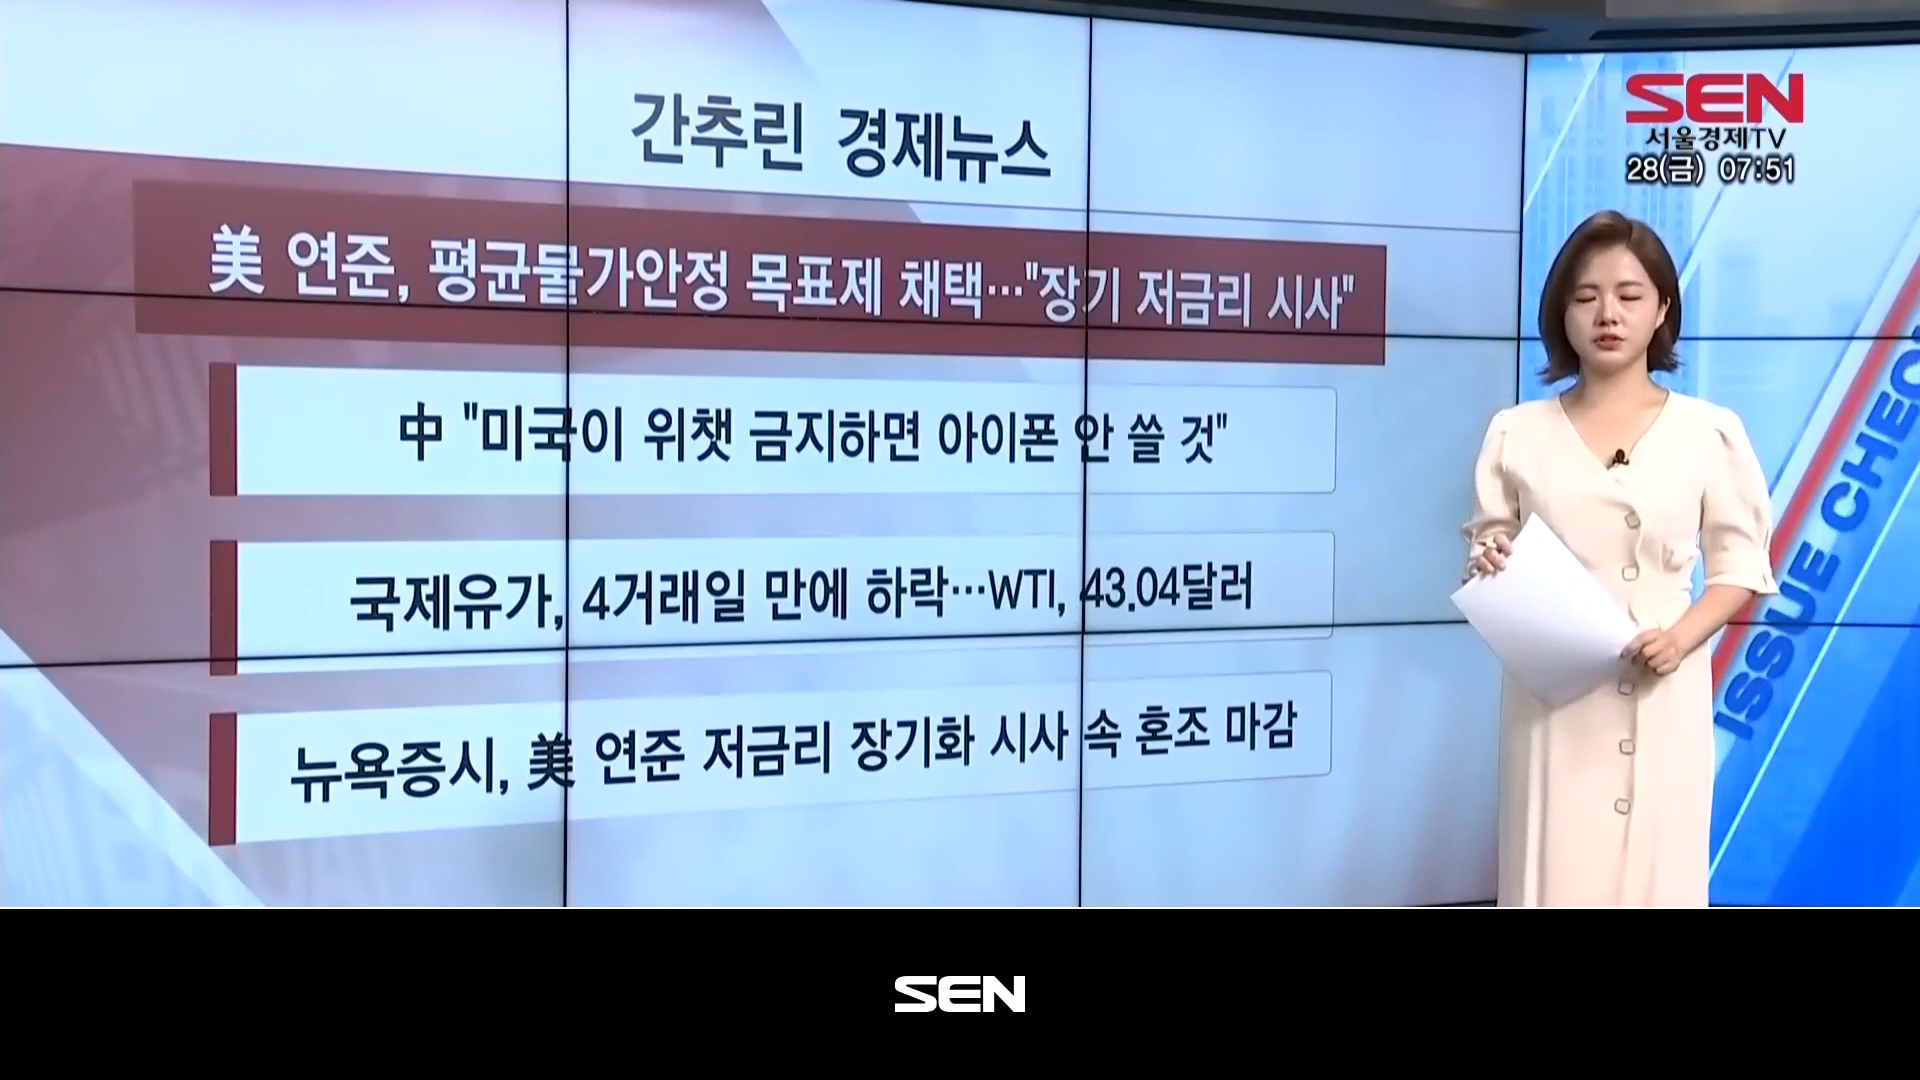 간추린 경제뉴스
美 연준, 평균물가안정 목표제 채택…"장기 저금리 시사"
中 "미국이 위챗 금지하면 아이폰 안 쓸 것"
국제유가, 4거래일 만에 하락…WTI, 43.04달러
뉴욕증시, 美 연준 저금리 장기화 시사 속 혼조 마감
SEN
서울경제TV
28(금) 07:51
ISSUE CHEC
SEN